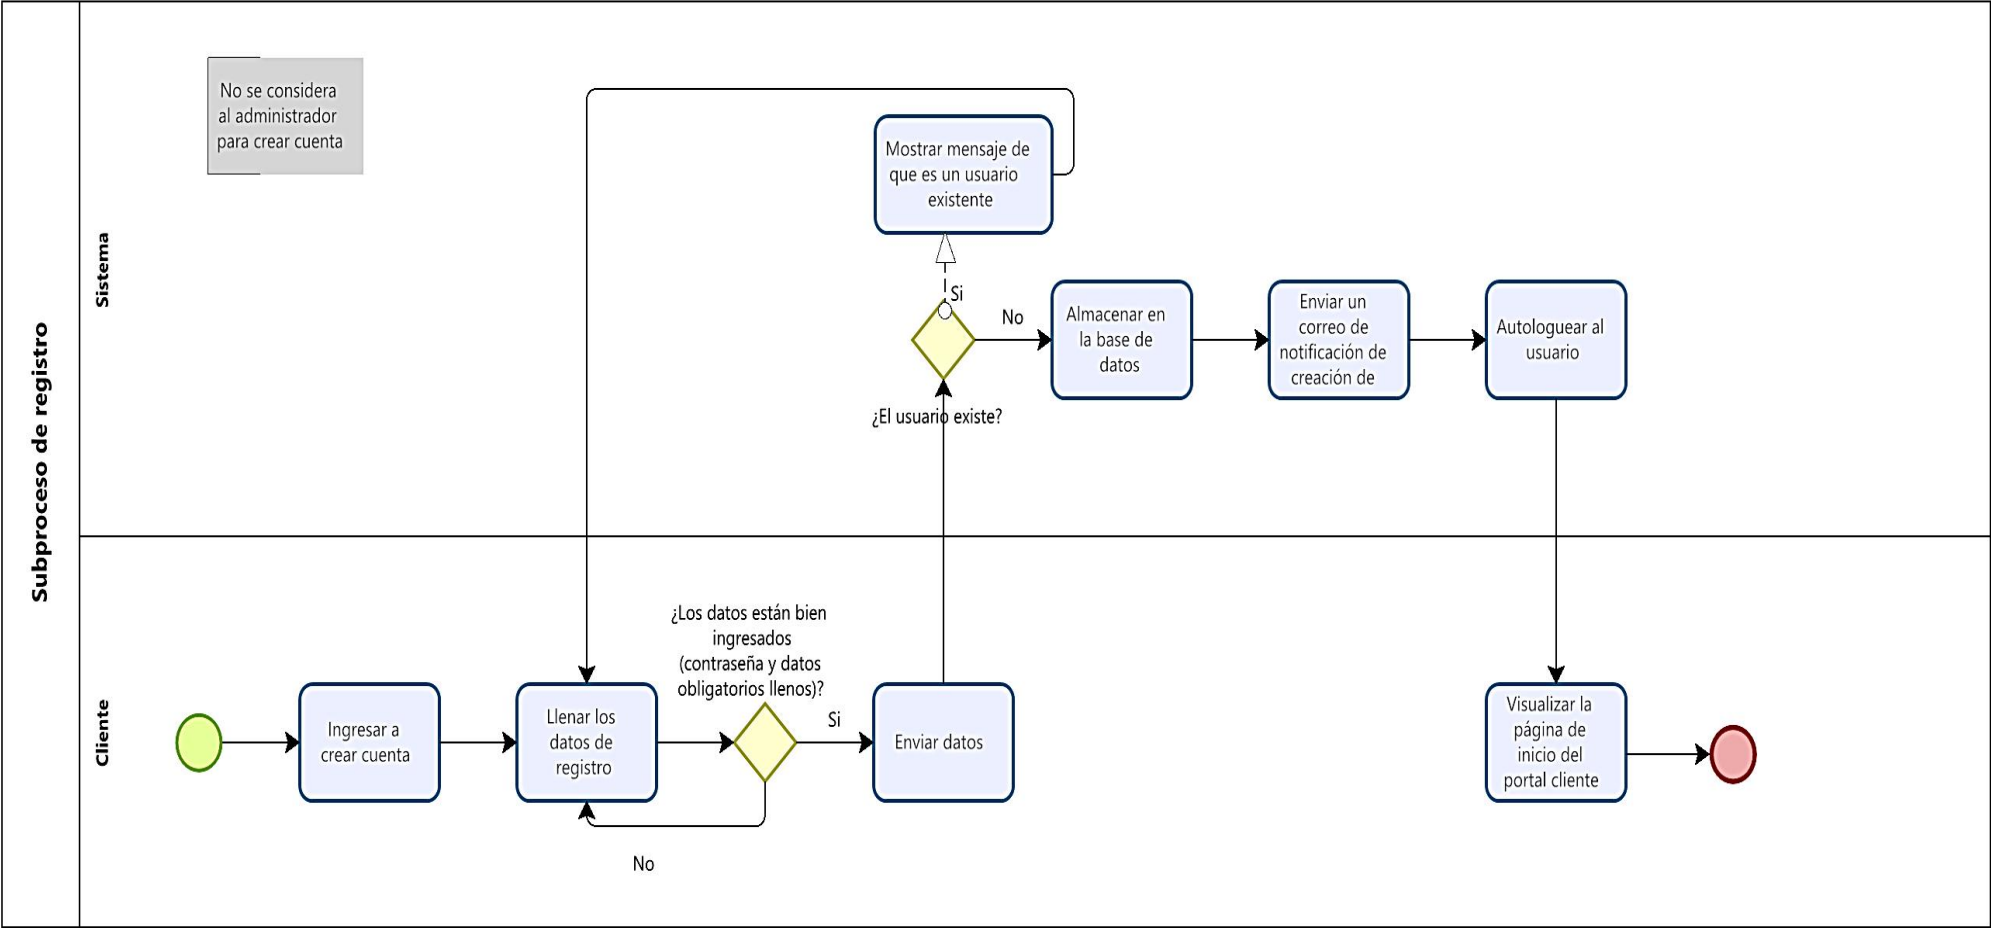 Subproceso de registro
Sistema
No se considera
al administrador
para crear cuenta
Mostrar mensaje de
que es un usuario
existente
Si
No
¿El usuario existe?
Almacenar en
la base de
datos
Enviar un
correo de
notificación de
creación de
Autologuear al
usuario
Cliente
Ingresar a
crear cuenta
Llenar los
datos de
registro
¿Los datos están bien
ingresados
(contraseña y datos
obligatorios llenos)?
Si
No
Enviar datos
Visualizar la
página de
inicio del
portal cliente